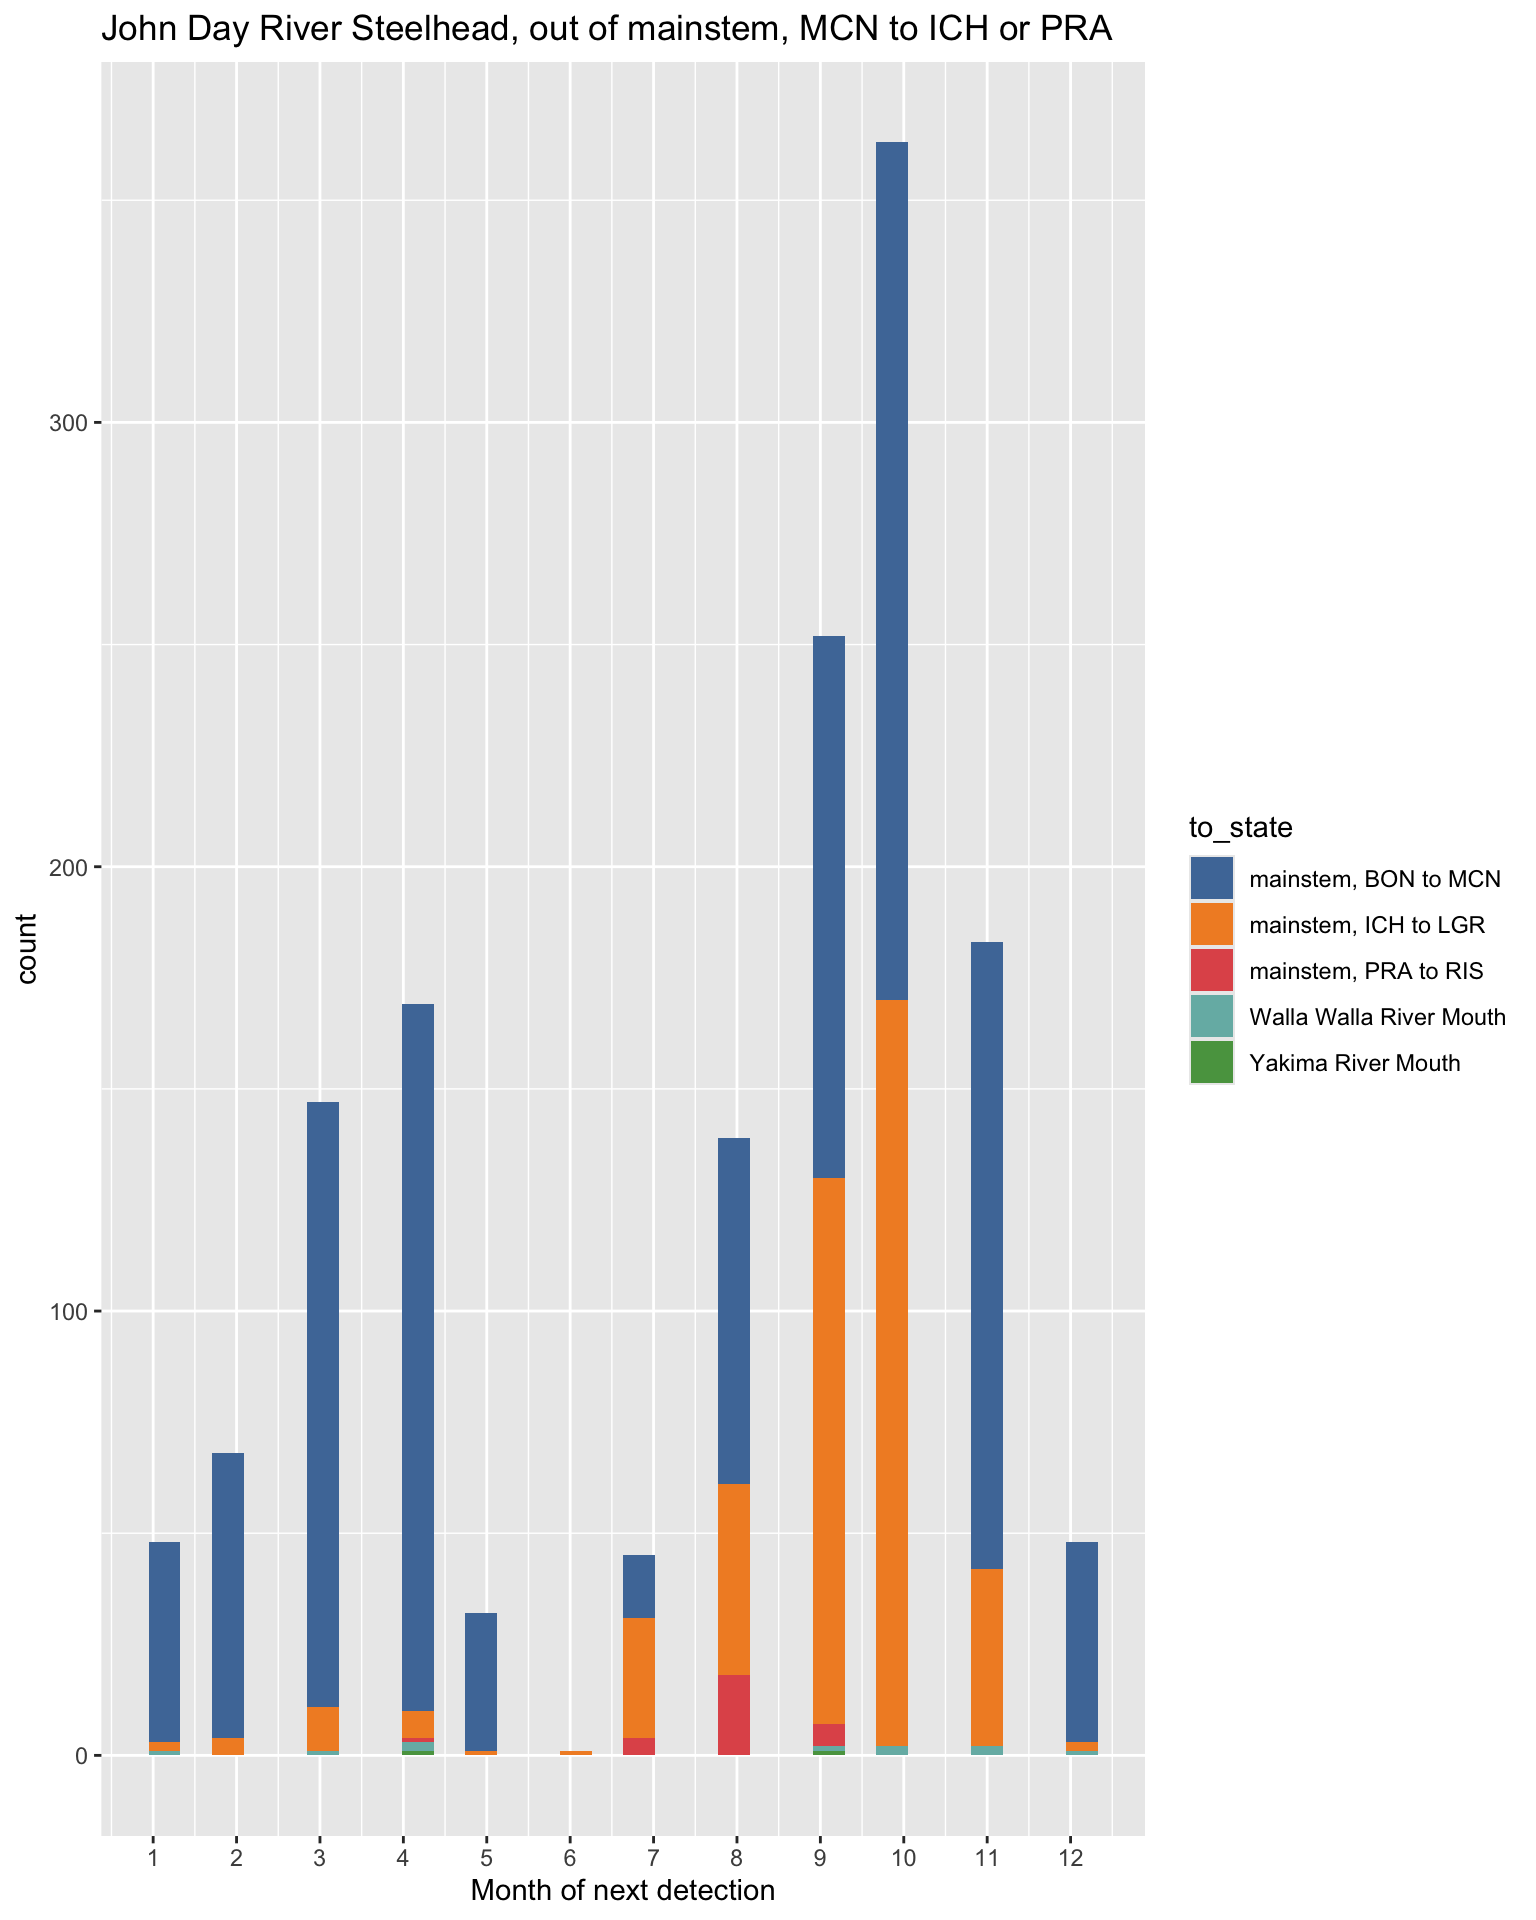 John Day River Steelhead, out of mainstem, MCN to ICH or PRA
count
300
200
100
0
1 2 3 4 5 6 7 8 9 10 11 12
Month of next detection
to_state
mainstem, BON to MCN
mainstem, ICH to LGR
mainstem, PRA to RIS
Walla Walla River Mouth
Yakima River Mouth